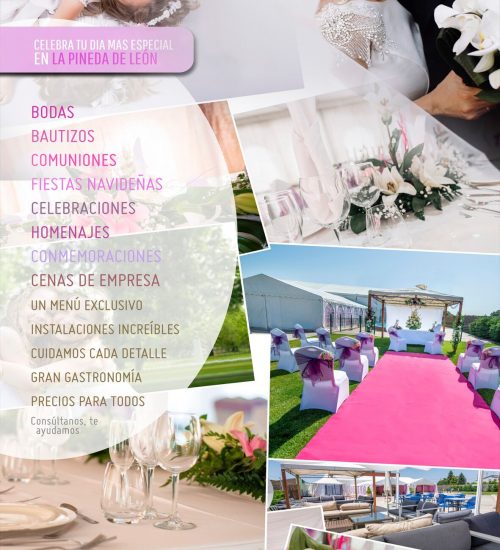 CELEBRA TU DIA MAS ESPECIAL
EN LA PINEDA DE LEON
BODAS
BAUTIZOS
COMUNIONES
FIESTAS NAVIDEÑAS
CELEBRACIONES
HOMENAJES
CONMEMORACIONES
CENAS DE EMPRESA
UN MENÚ EXCLUSIVO
INSTALACIONES INCREÍBLES
CUIDAMOS CADA DETALLE
GRAN GASTRONOMÍA
PRECIOS PARA TODOS
Consúltanos, te
ayudamos